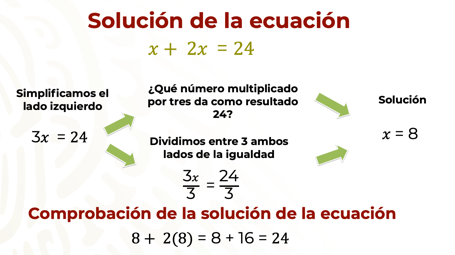 Solución de la ecuación
x + 2x = 24
Simplificamos el
lado izquierdo
3x = 24
¿Qué número multiplicado
por tres da como resultado
24?
Dividimos entre 3 ambos
lados de la igualdad
3x/3 = 24/3
Solución
x = 8
Comprobación de la solución de la ecuación
8 + 2(8) = 8 + 16 = 24